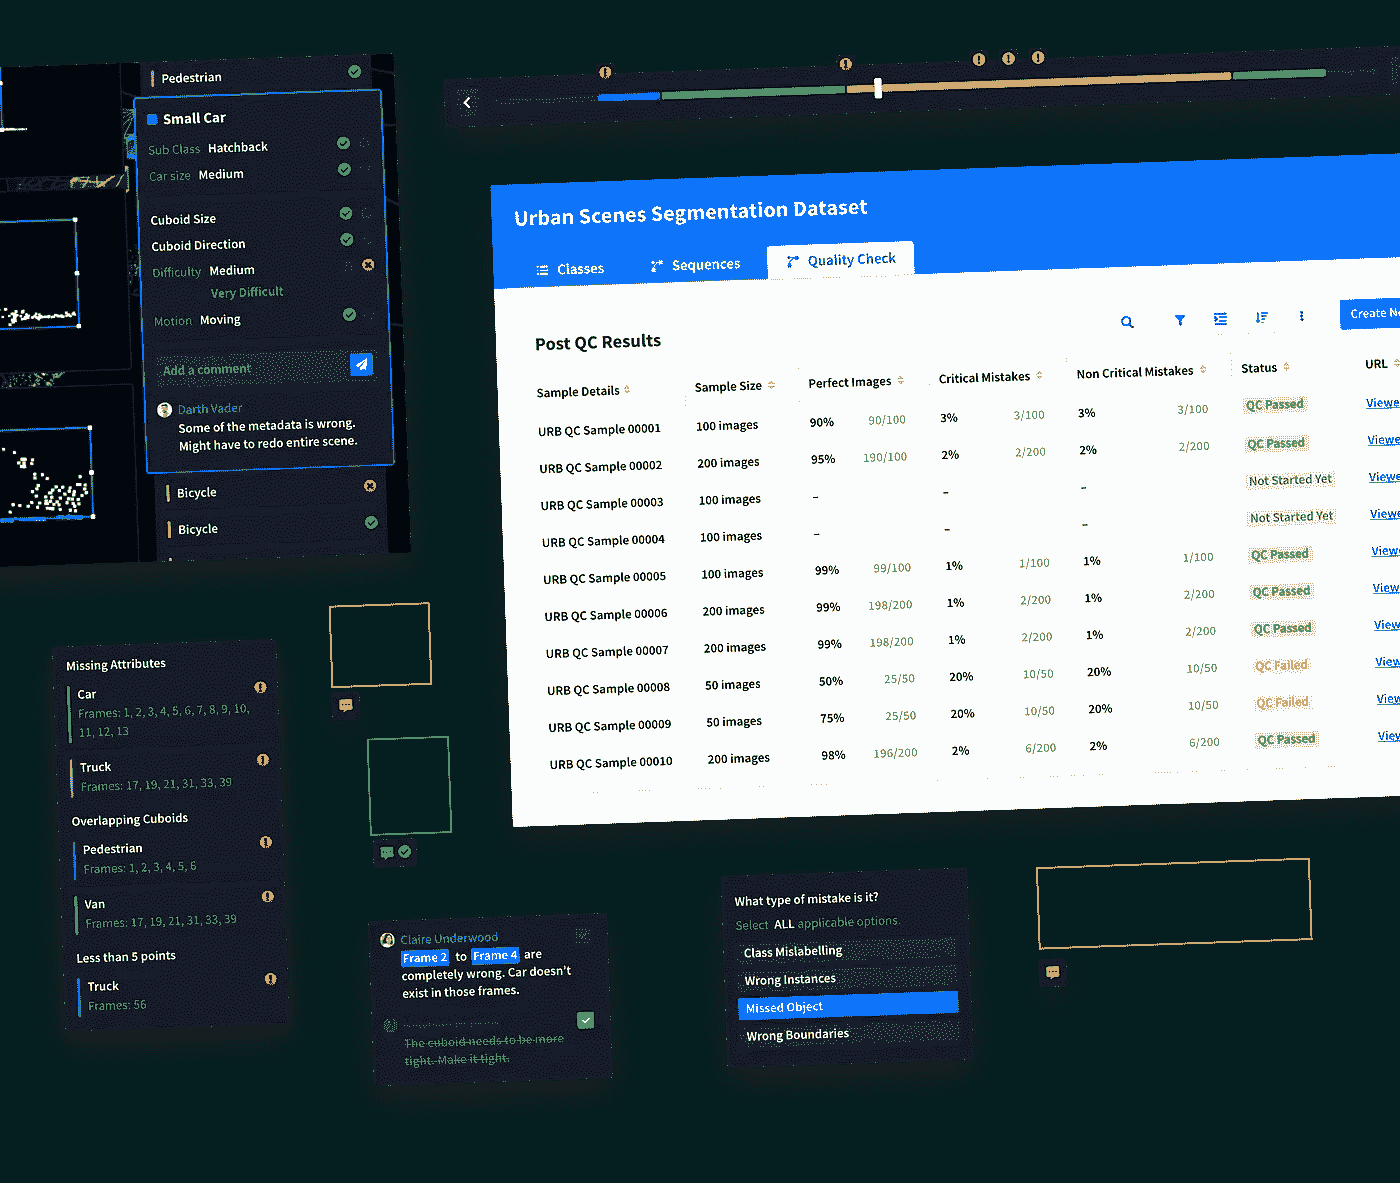 Pedestrian
Small Car
Sub Class Hatchback
Car size Medium
Cuboid Size
Cuboid Direction
Difficulty Medium
Very Difficult
Motion Moving
Add a comment
Darth Vader
Some of the metadata is wrong.
Might have to redo entire scene.
Bicycle
Bicycle
Urban Scenes Segmentation Dataset
Classes Sequences Quality Check
Post QC Results
Create Ne
Sample Details Sample Size Perfect Images Critical Mistakes Non Critical Mistakes Status URL
URB QC Sample 00001 100 images 90% 90/100 3% 3/100 3% 3/100 QC Passed Viewe
URB QC Sample 00002 200 images 95% 190/100 2% 2/200 2% 2/200 QC Passed Viewe
URB QC Sample 00003 100 images – – – Not Started Yet Viewe
URB QC Sample 00004 100 images – – – Not Started Yet Viewe
URB QC Sample 00005 100 images 99% 99/100 1% 1/100 1% 1/100 QC Passed Viewe
URB QC Sample 00006 200 images 99% 198/200 1% 2/200 1% 2/200 QC Passed View
URB QC Sample 00007 200 images 99% 198/200 1% 2/200 1% 2/200 QC Passed View
URB QC Sample 00008 50 images 50% 25/50 20% 10/50 20% 10/50 QC Failed View
URB QC Sample 00009 50 images 75% 25/50 20% 10/50 20% 10/50 QC Failed View
URB QC Sample 00010 200 images 98% 196/200 2% 6/200 2% 6/200 QC Passed View
Missing Attributes
Car
Frames: 1, 2, 3, 4, 5, 6, 7, 8, 9, 10,
11, 12, 13
Truck
Frames: 17, 19, 21, 31, 33, 39
Overlapping Cuboids
Pedestrian
Frames: 1, 2, 3, 4, 5, 6
Van
Frames: 17, 19, 21, 31, 33, 39
Less than 5 points
Truck
Frames: 56
Claire Underwood
Frame 2 to Frame 4 are
completely wrong. Car doesn't
exist in those frames.
The cuboid needs to be more
tight. Make it tight.
What type of mistake is it?
Select ALL applicable options.
Class Mislabelling
Wrong Instances
Missed Object
Wrong Boundaries